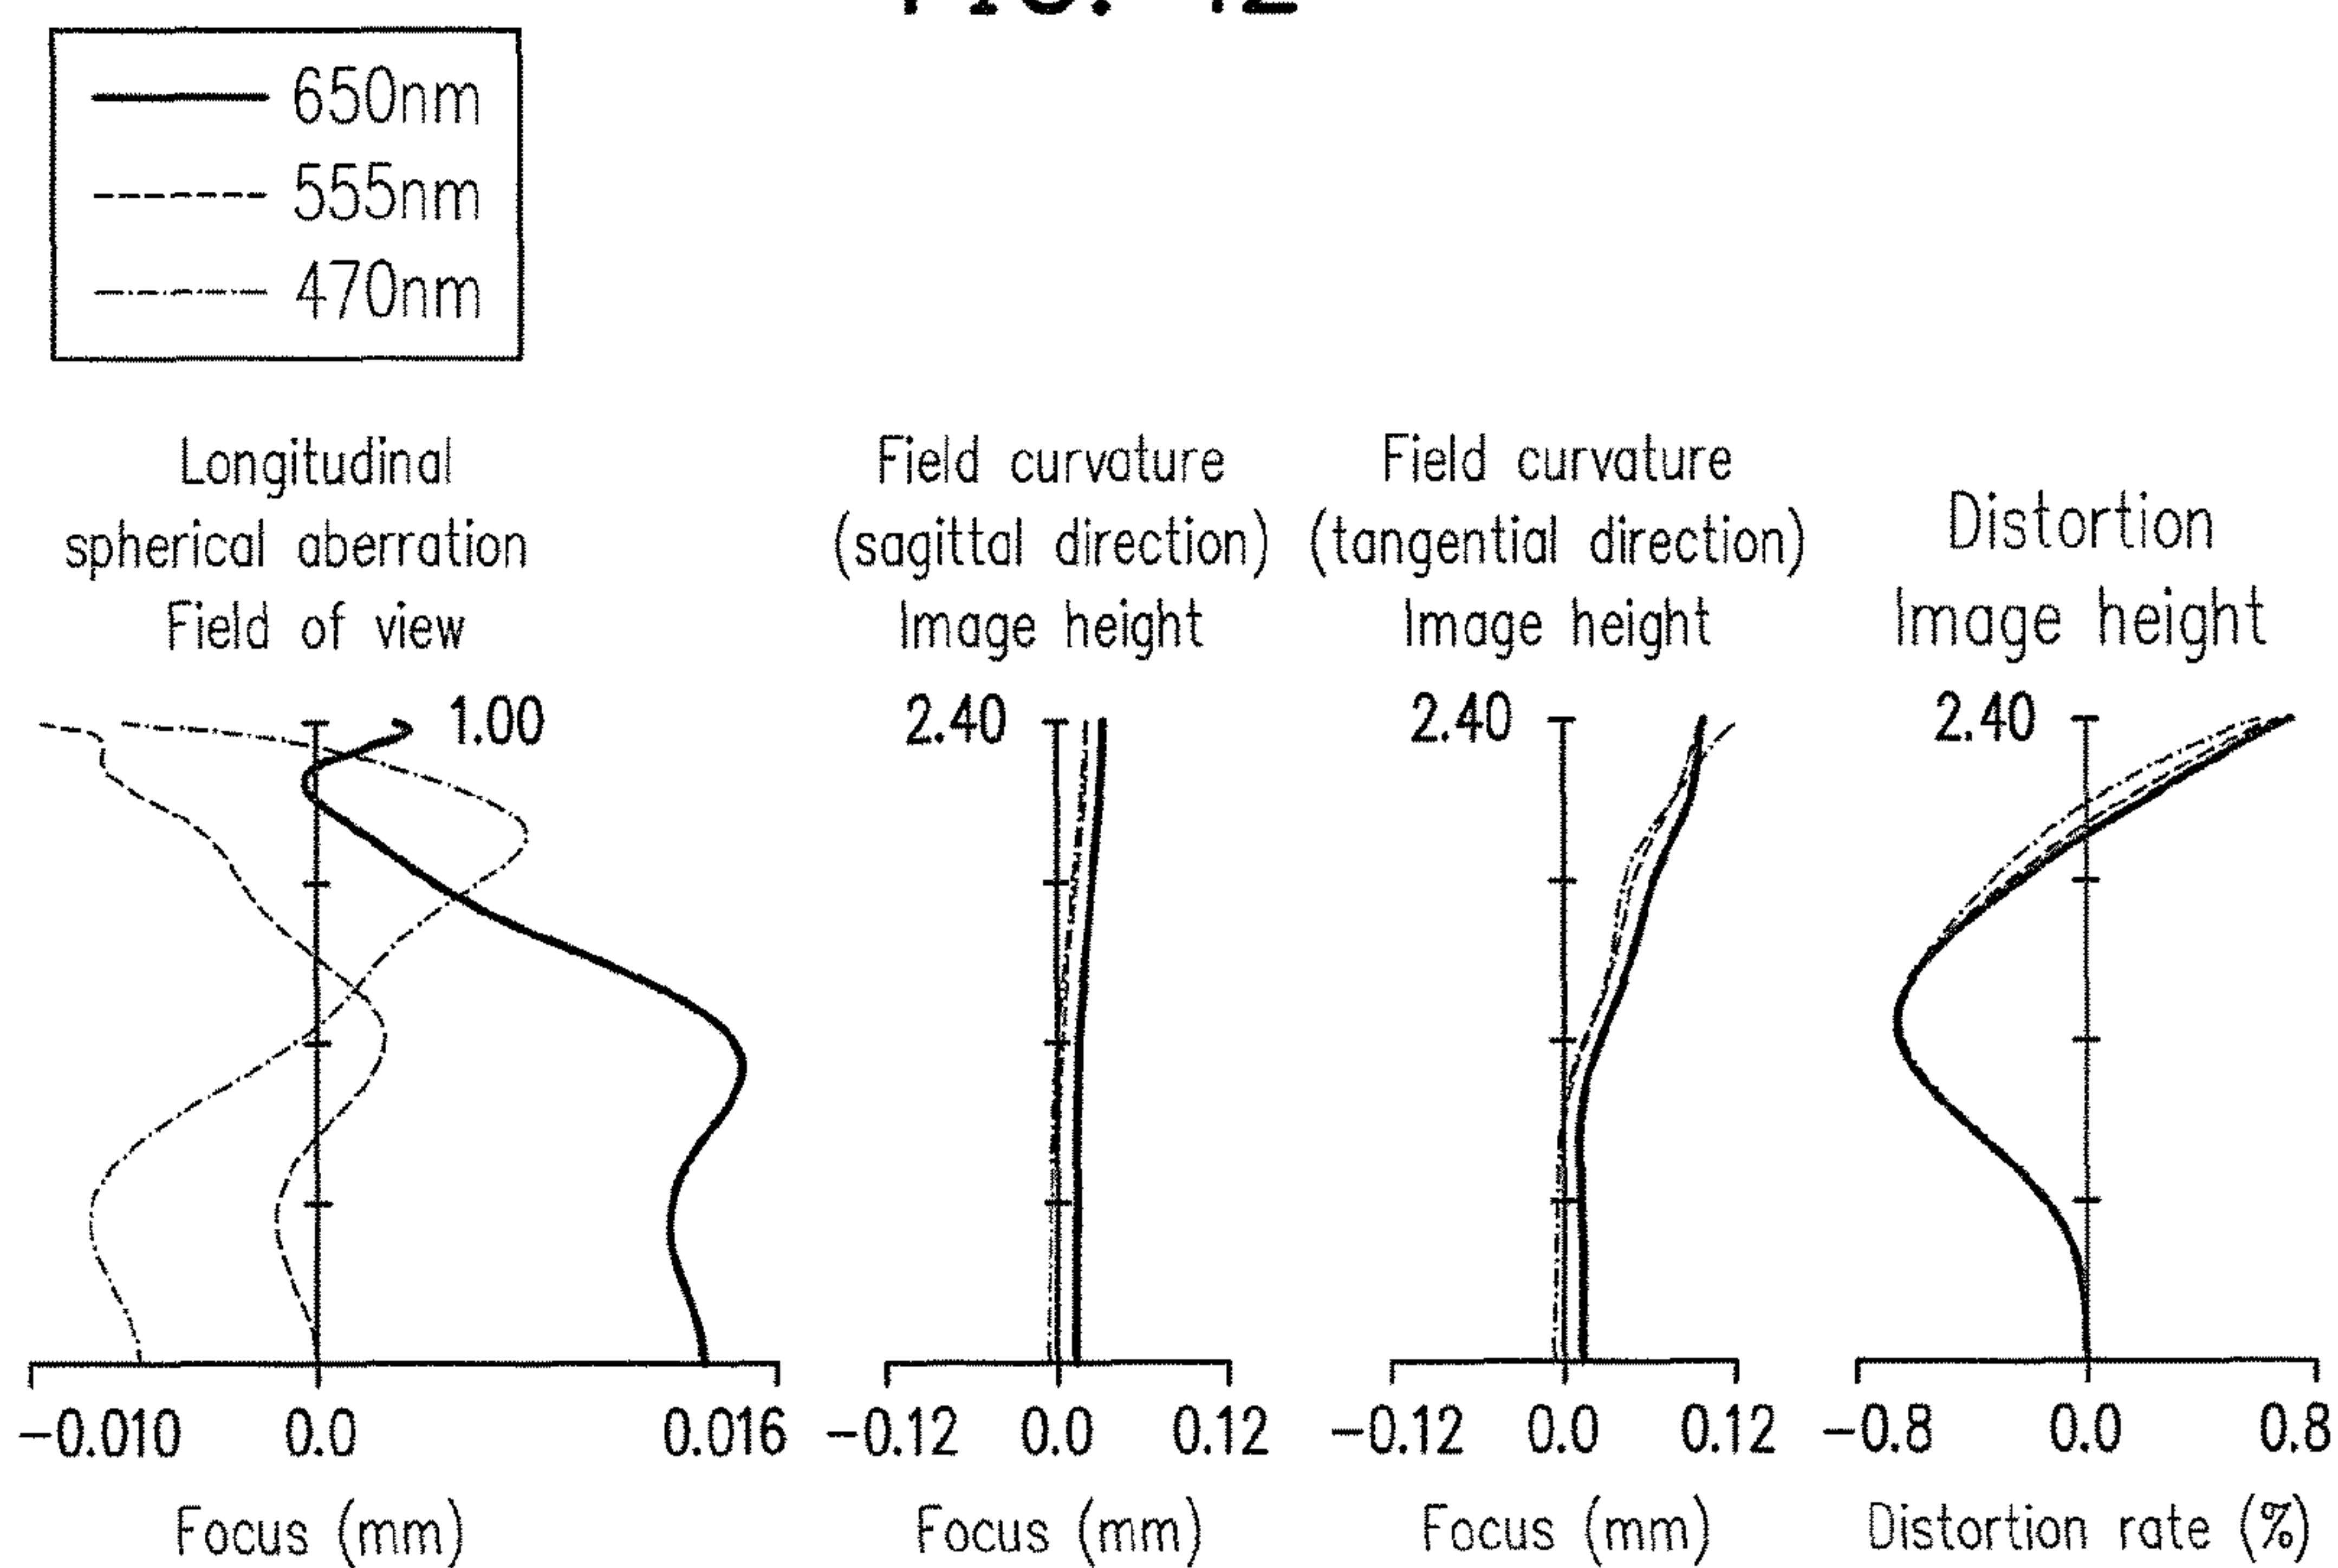 650nm
555nm
470nm
Longitudinal
spherical aberration
Field of view
1.00
−0.010 0.0 0.016
Focus (mm)
Field curvature
(sagittal direction)
Image height
2.40
−0.12 0.0 0.12
Focus (mm)
Field curvature
(tangential direction)
Image height
2.40
−0.12 0.0 0.12
Focus (mm)
Distortion
Image height
2.40
−0.8 0.0 0.8
Distortion rate (%)